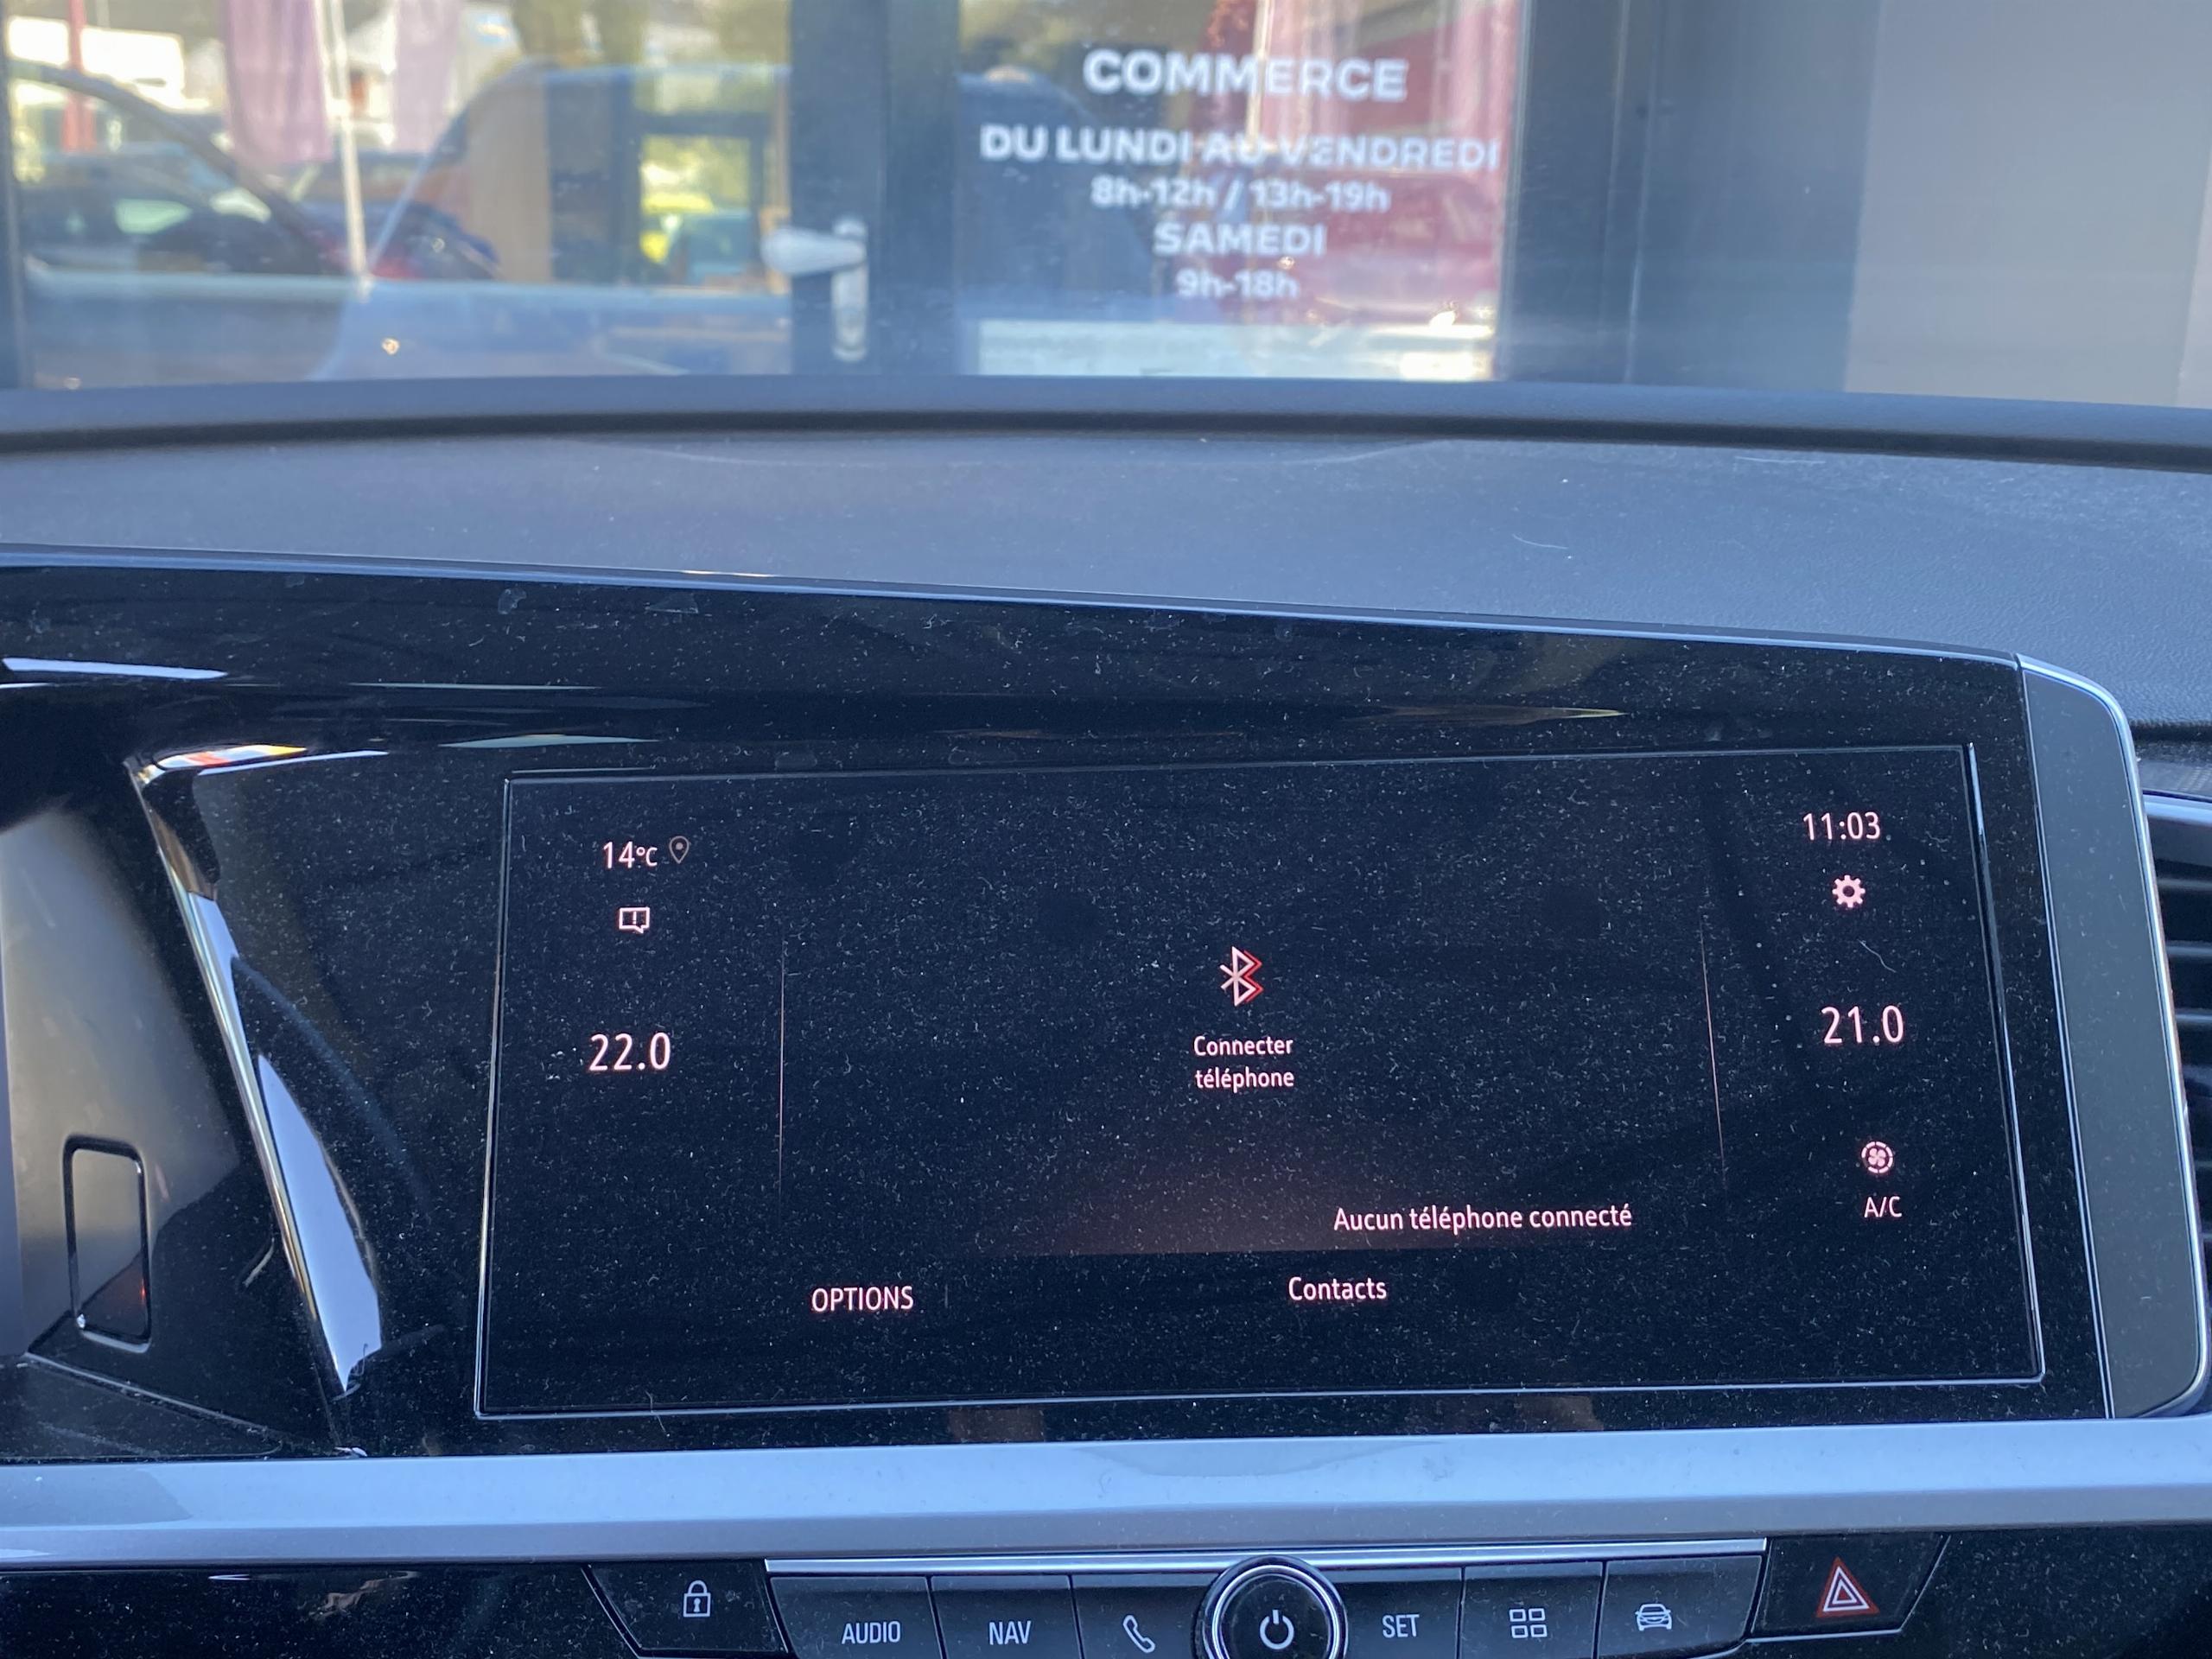 COMMERCE
DU LUNDI AU VENDREDI
8h-12h / 13h-19h
SAMEDI
9h-18h
14°C
11:03
22.0
21.0
Connecter
téléphone
A/C
Aucun téléphone connecté
OPTIONS
Contacts
AUDIO
NAV
SET